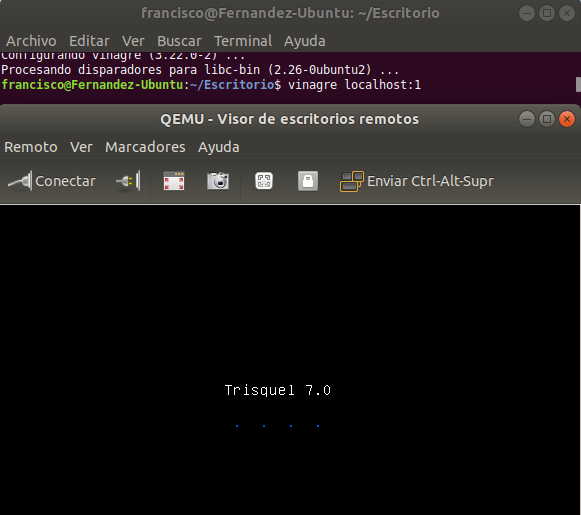 francisco@Fernandez-Ubuntu: ~/Escritorio
Archivo Editar Ver Buscar Terminal Ayuda
Configurando vinagre (3.22.0-2) ...
Procesando disparadores para libc-bin (2.26-0ubuntu2) ...
francisco@Fernandez-Ubuntu:~/Escritorio$ vinagre localhost:1
QEMU - Visor de escritorios remotos
Remoto Ver Marcadores Ayuda
Conectar Enviar Ctrl-Alt-Supr
Trisquel 7.0
. . . .